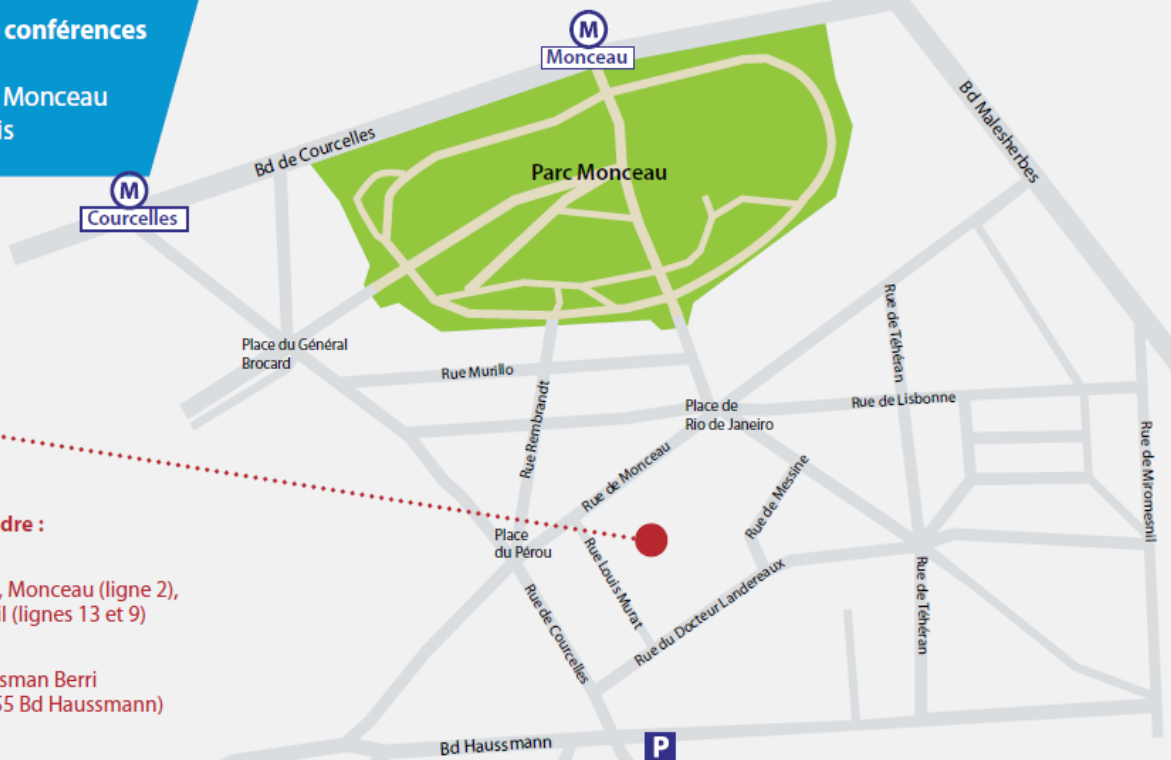 conférences
Monceau
M
Monceau
Bd de Courcelles
Bd Malesherbes
M
Courcelles
Parc Monceau
Place du Général
Brocard
Rue Murillo
Rue de Téhéran
Rue Rembrandt
Place de
Rio de Janeiro
Rue de Lisbonne
Rue de Monceau
Rue de Messine
Rue de Miromesnil
dre :
Place
du Pérou
Rue Louis Murat
, Monceau (ligne 2),
il (lignes 13 et 9)
Rue de Courcelles
Rue du Docteur Landereaux
Rue de Téhéran
sman Berri
55 Bd Haussmann)
Bd Haussmann
P